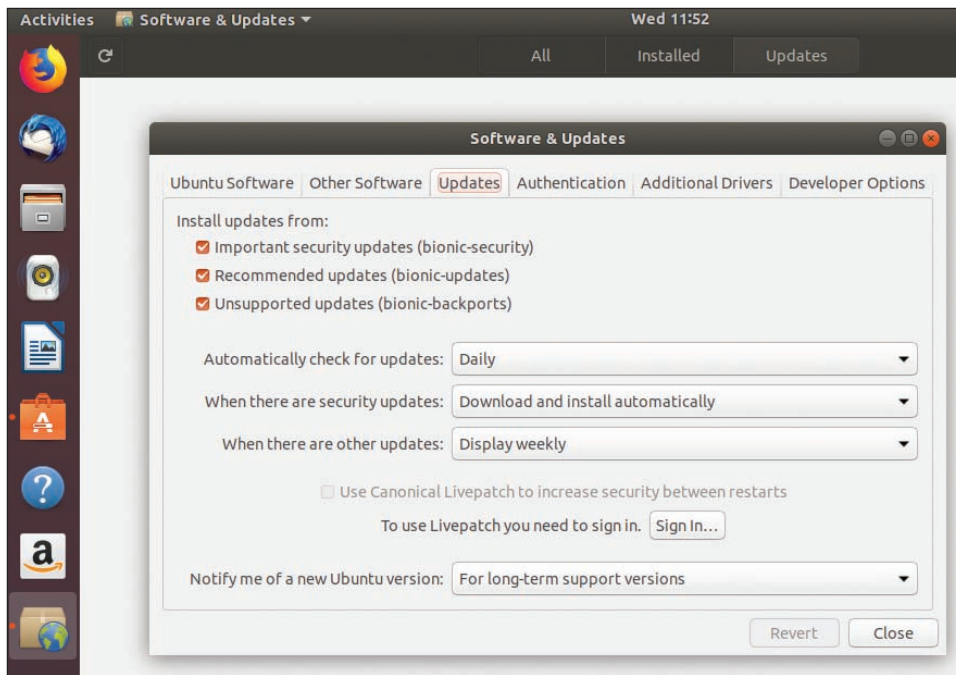 Activities Software & Updates Wed 11:52
All Installed Updates
Software & Updates
Ubuntu Software Other Software Updates Authentication Additional Drivers Developer Options
Install updates from:
Important security updates (bionic-security)
Recommended updates (bionic-updates)
Unsupported updates (bionic-backports)
Automatically check for updates: Daily
When there are security updates: Download and install automatically
When there are other updates: Display weekly
Use Canonical Livepatch to increase security between restarts
To use Livepatch you need to sign in. Sign In...
Notify me of a new Ubuntu version: For long-term support versions
Revert Close
A
?
a